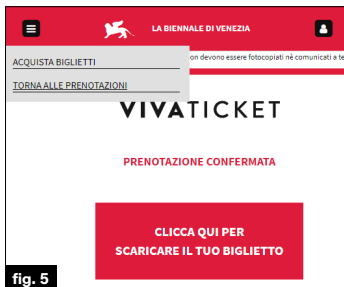 LA BIENNALE DI VENEZIA
ACQUISTA BIGLIETTI
on devono essere fotocopiati nè comunicati a te
TORNA ALLE PRENOTAZIONI
VIVATICKET
PRENOTAZIONE CONFERMATA
CLICCA QUI PER
SCARICARE IL TUO BIGLIETTO
fig. 5